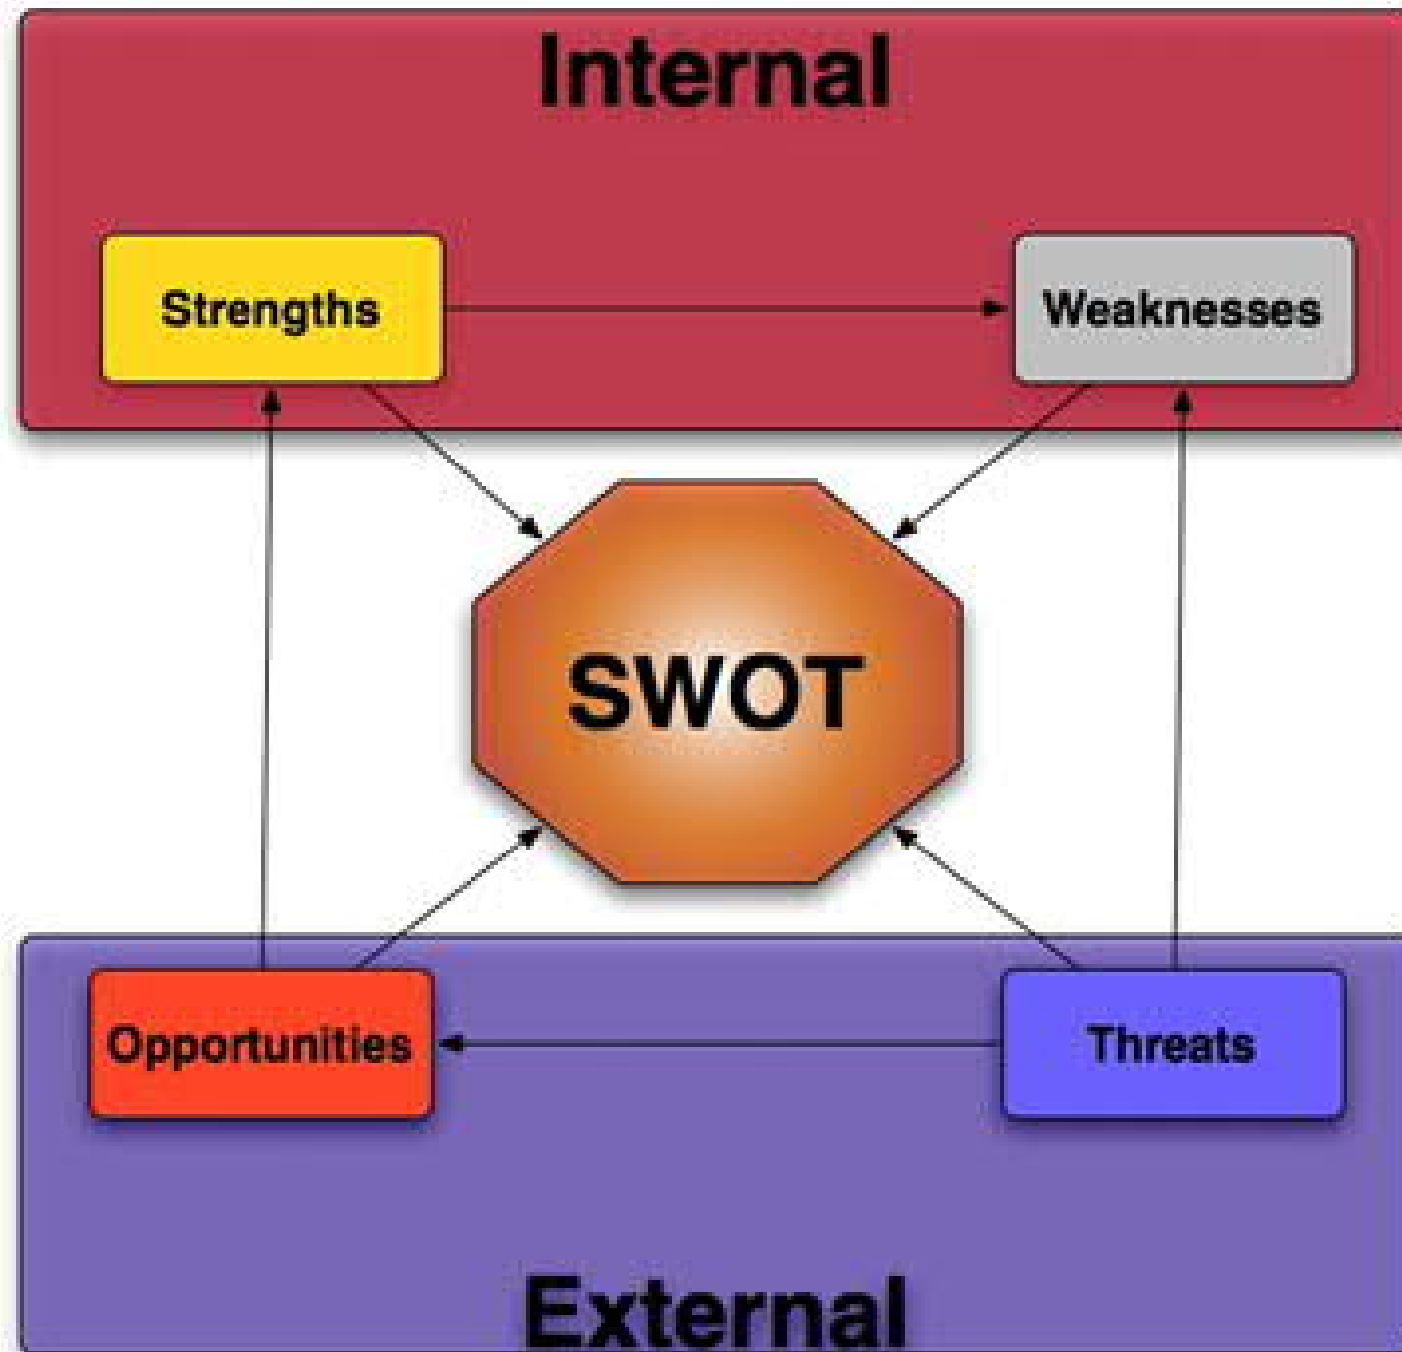 Internal
Strengths
Weaknesses
SWOT
Opportunities
Threats
External